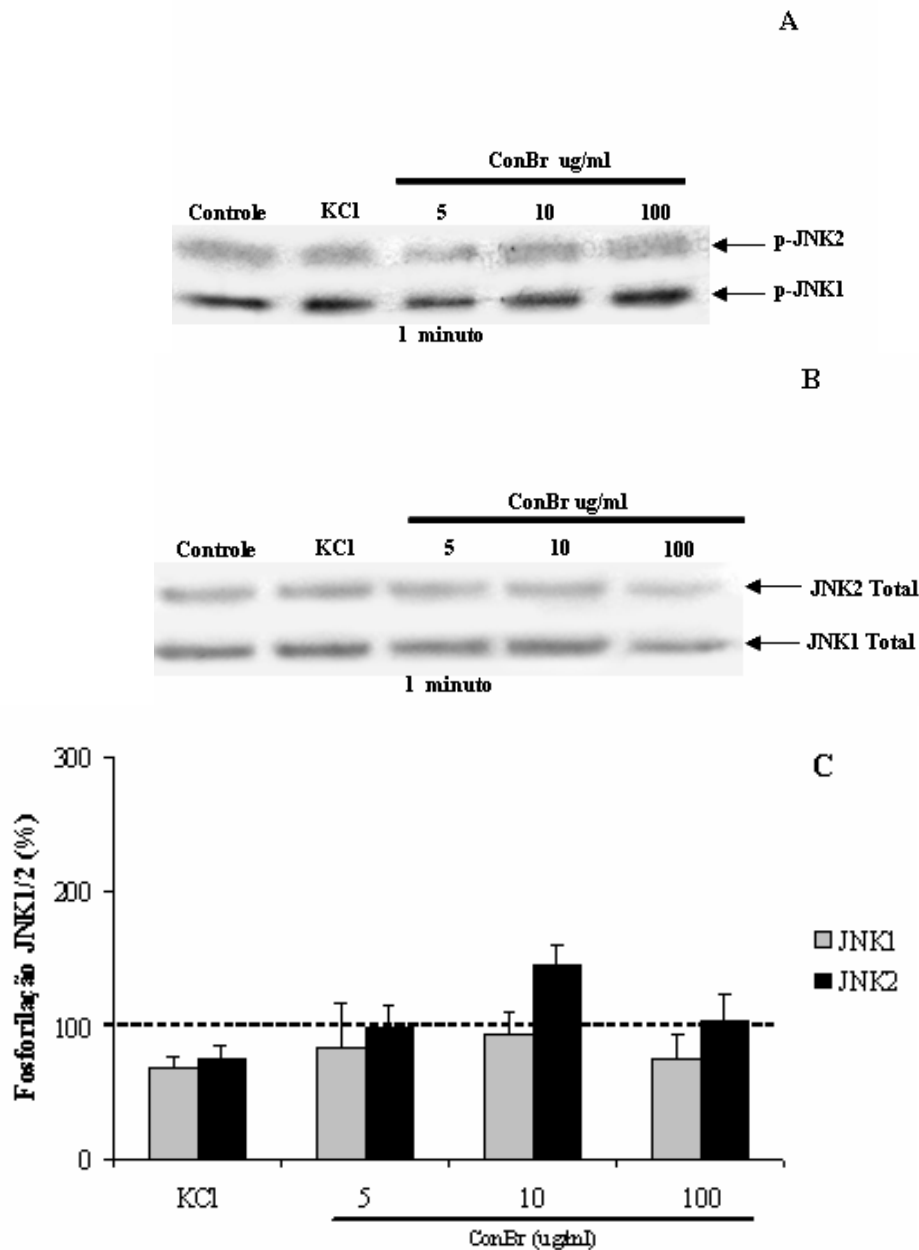 A
ConBr ug/ml
Controle KCl 5 10 100
p-JNK2
p-JNK1
1 minuto
B
ConBr ug/ml
Controle KCl 5 10 100
JNK2 Total
JNK1 Total
1 minuto
C
Fosforilação JNK1/2 (%)
300
200
100
0
JNK1
JNK2
KCl 5 10 100
ConBr (ug/ml)